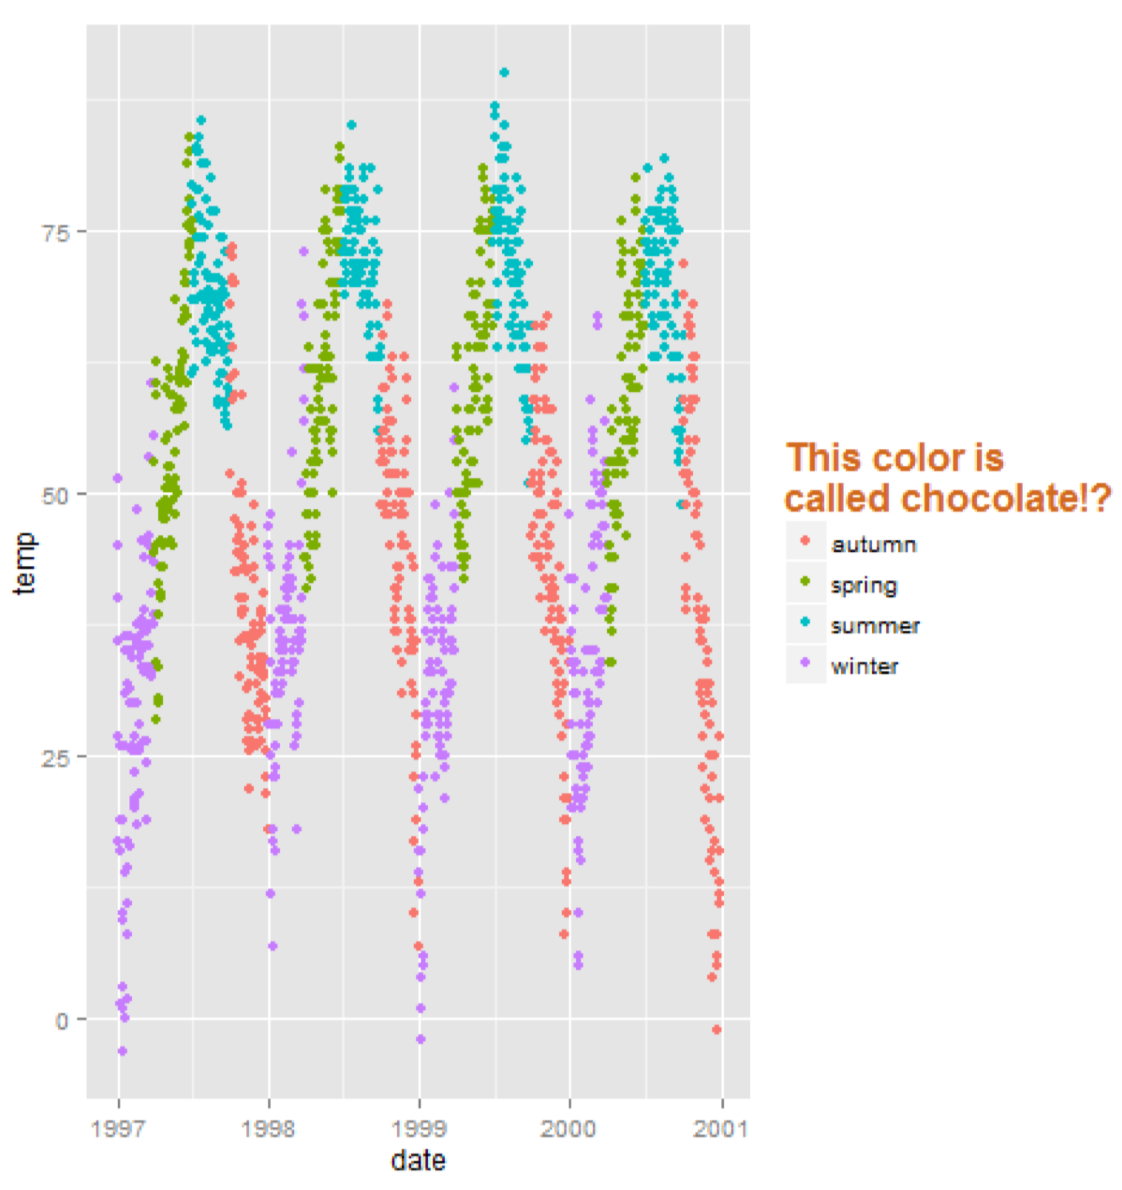 75
50
25
0
temp
1997 1998 1999 2000 2001
date
This color is
called chocolate!?
autumn
spring
summer
winter